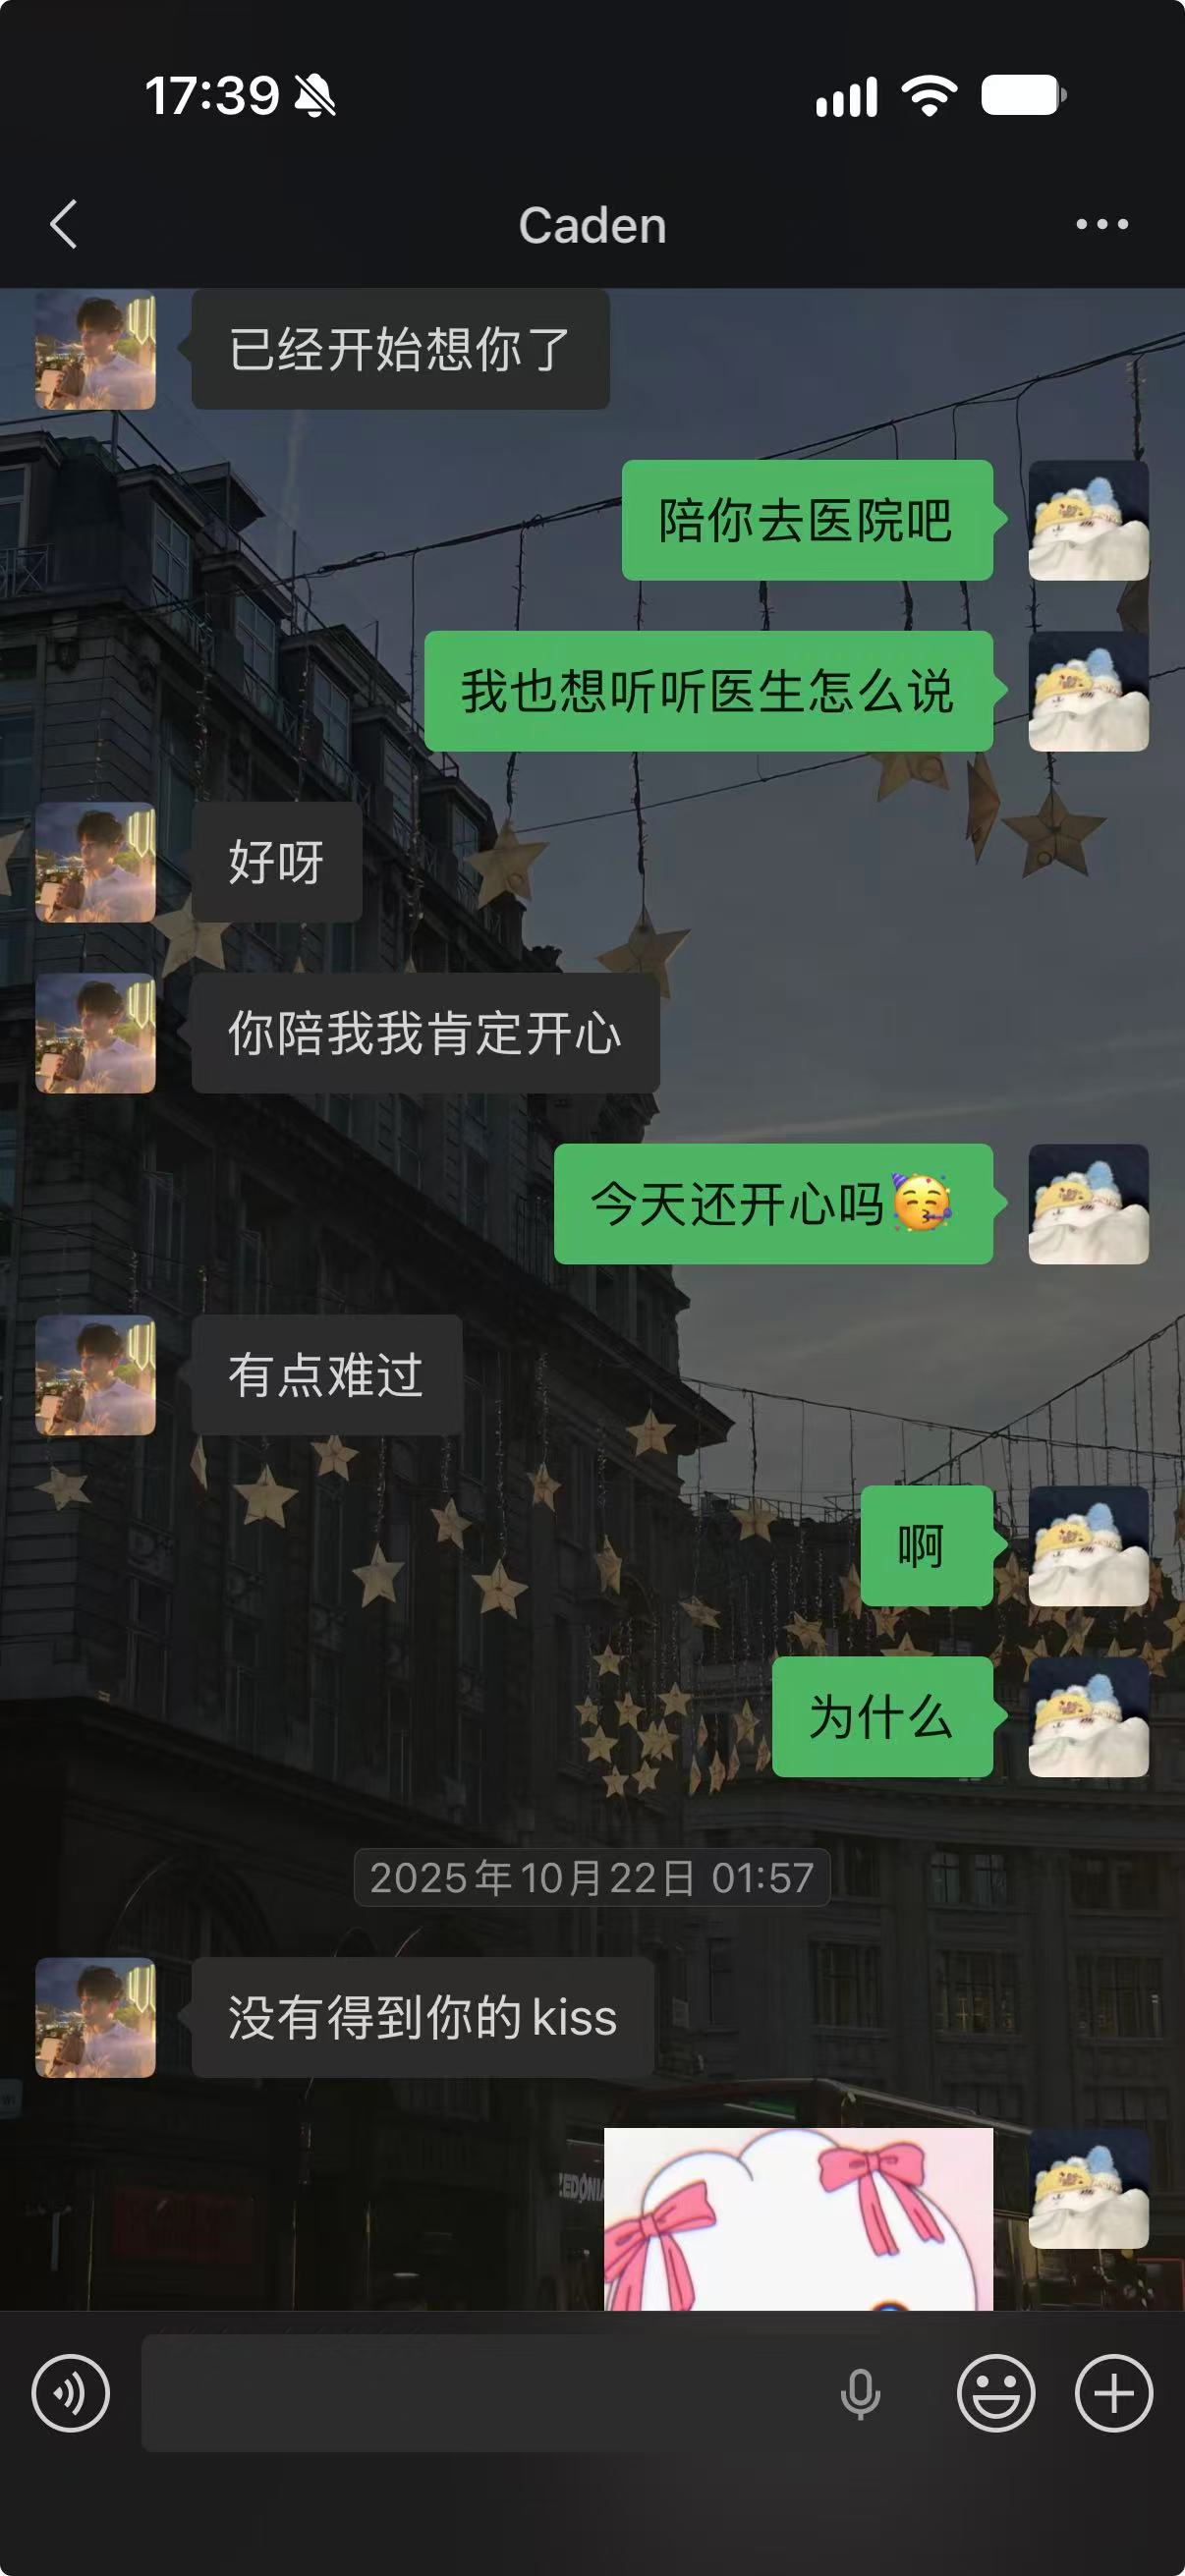 17:39
Caden
已经开始想你了
陪你去医院吧
我也想听听医生怎么说
好呀
你陪我我肯定开心
今天还开心吗🥳
有点难过
啊
为什么
2025年10月22日 01:57
没有得到你的kiss